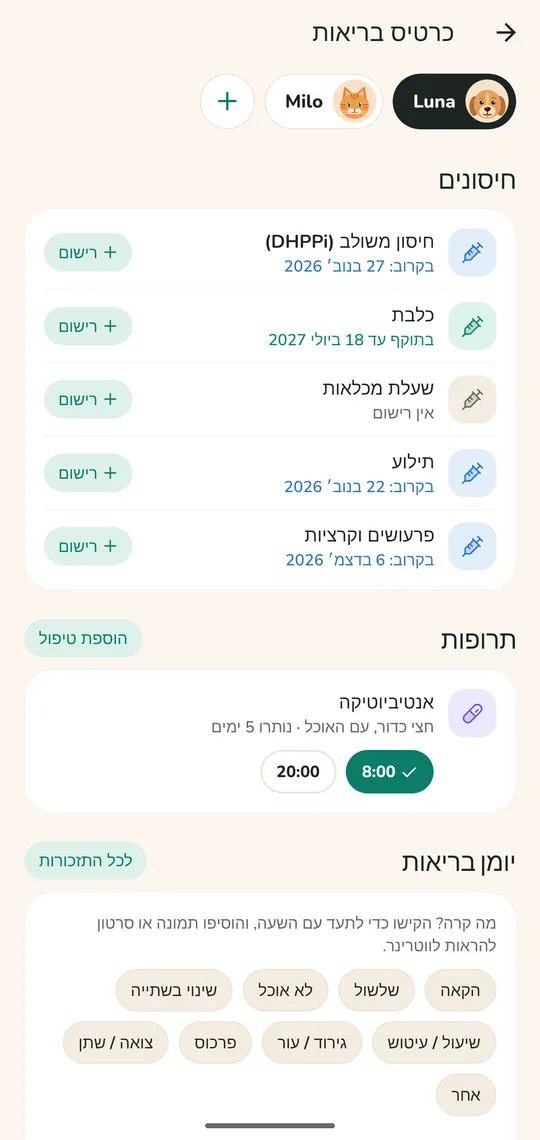 כרטיס בריאות
Luna
Milo
+
חיסונים
חיסון משולב (DHPPi)
בקרוב: 27 בנוב׳ 2026
+ רישום
כלבת
בתוקף עד 18 ביולי 2027
+ רישום
שעלת מכלאות
אין רישום
+ רישום
תילוע
בקרוב: 22 בנוב׳ 2026
+ רישום
פרעושים וקרציות
בקרוב: 6 בדצמ׳ 2026
+ רישום
תרופות
הוספת טיפול
אנטיביוטיקה
חצי כדור, עם האוכל · נותרו 5 ימים
8:00
20:00
יומן בריאות
לכל התזכורות
מה קרה? הקישו כדי לתעד עם השעה, והוסיפו תמונה או סרטון
להראות לווטרינר.
הקאה
שלשול
לא אוכל
שינוי בשתייה
שיעול / עיטוש
גירוד / עור
פרכוס
צואה / שתן
אחר